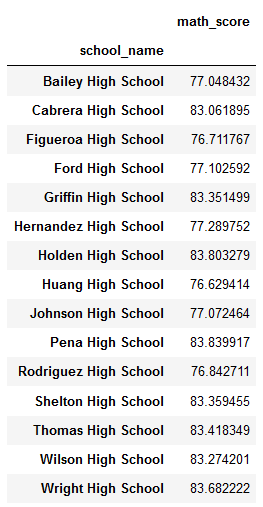 math_score
school_name
Bailey High School 77.048432
Cabrera High School 83.061895
Figueroa High School 76.711767
Ford High School 77.102592
Griffin High School 83.351499
Hernandez High School 77.289752
Holden High School 83.803279
Huang High School 76.629414
Johnson High School 77.072464
Pena High School 83.839917
Rodriguez High School 76.842711
Shelton High School 83.359455
Thomas High School 83.418349
Wilson High School 83.274201
Wright High School 83.682222